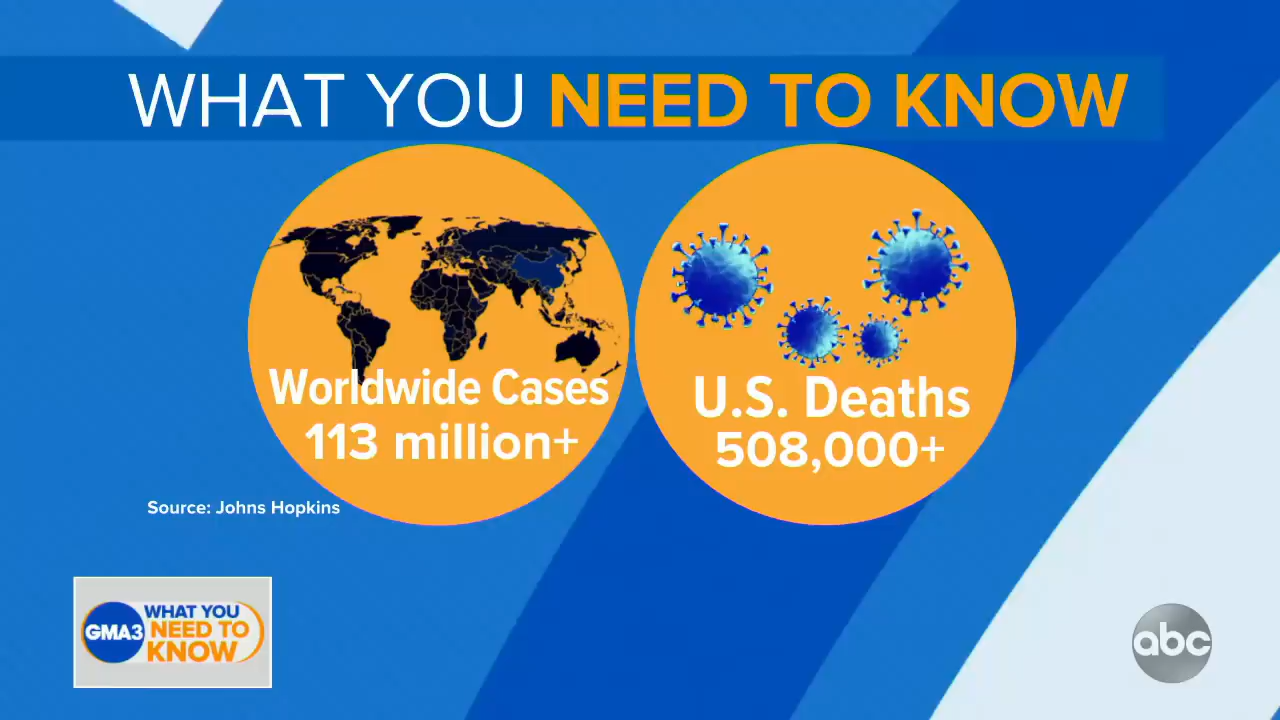 WHAT YOU NEED TO KNOW
Worldwide Cases
113 million+
U.S. Deaths
508,000+
Source: Johns Hopkins
GMA3
WHAT YOU
NEED TO
KNOW
abc